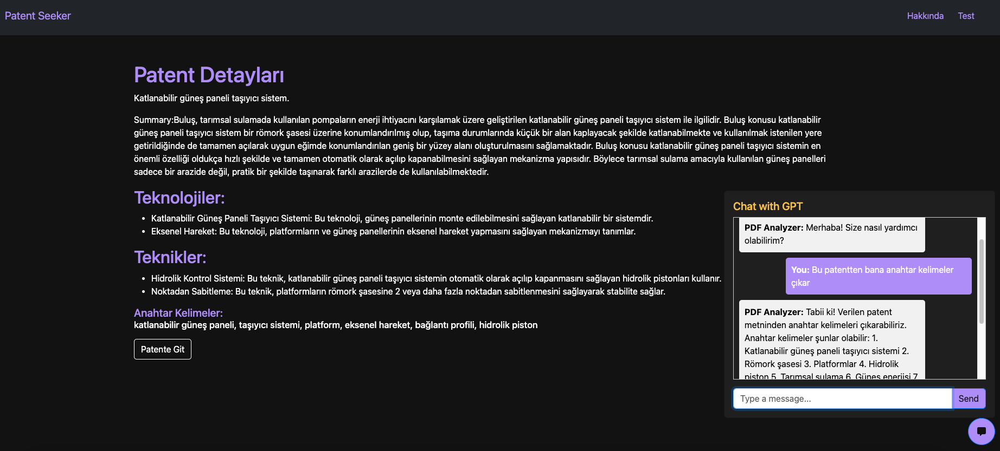 Patent Seeker
Hakkında
Test
Patent Detayları
Katlanabilir güneş paneli taşıyıcı sistem.
Summary:Buluş, tarımsal sulamada kullanılan pompaların enerji ihtiyacını karşılamak üzere geliştirilen katlanabilir güneş paneli taşıyıcı sistem ile ilgilidir. Buluş konusu katlanabilir
güneş paneli taşıyıcı sistem bir römork şasesi üzerine konumlandırılmış olup, taşıma durumlarında küçük bir alan kaplayacak şekilde katlanabilmekte ve kullanılmak istenilen yere
getirildiğinde de tamamen açılarak uygun eğimde konumlandırılan geniş bir yüzey alanı oluşturulmasını sağlamaktadır. Buluş konusu katlanabilir güneş paneli taşıyıcı sistemin en
önemli özelliği oldukça hızlı şekilde ve tamamen otomatik olarak açılıp kapanabilmesini sağlayan mekanizma yapısıdır. Böylece tarımsal sulama amacıyla kullanılan güneş panelleri
sadece bir arazide değil, pratik bir şekilde taşınarak farklı arazilerde de kullanılabilmektedir.
Teknolojiler:
• Katlanabilir Güneş Paneli Taşıyıcı Sistemi: Bu teknoloji, güneş panellerinin monte edilebilmesini sağlayan katlanabilir bir sistemdir.
• Eksenel Hareket: Bu teknoloji, platformların ve güneş panellerinin eksenel hareket yapmasını sağlayan mekanizmayı tanımlar.
Teknikler:
• Hidrolik Kontrol Sistemi: Bu teknik, katlanabilir güneş paneli taşıyıcı sistemin otomatik olarak açılıp kapanmasını sağlayan hidrolik pistonları kullanır.
• Noktadan Sabitleme: Bu teknik, platformların römork şasesine 2 veya daha fazla noktadan sabitlenmesini sağlayarak stabilite sağlar.
Anahtar Kelimeler:
katlanabilir güneş paneli, taşıyıcı sistemi, platform, eksenel hareket, bağlantı profili, hidrolik piston
Patente Git
Chat with GPT
PDF Analyzer: Merhaba! Size nasıl yardımcı
olabilirim?
You: Bu patentten bana anahtar kelimeler
çıkar
PDF Analyzer: Tabii ki! Verilen patent
metninden anahtar kelimeleri çıkarabiliriz.
Anahtar kelimeler şunlar olabilir: 1.
Katlanabilir güneş paneli taşıyıcı sistemi 2.
Römork şasesi 3. Platformlar 4. Hidrolik
piston 5. Tarımsal sulama 6. Güneş enerjisi 7
Type a message...
Send